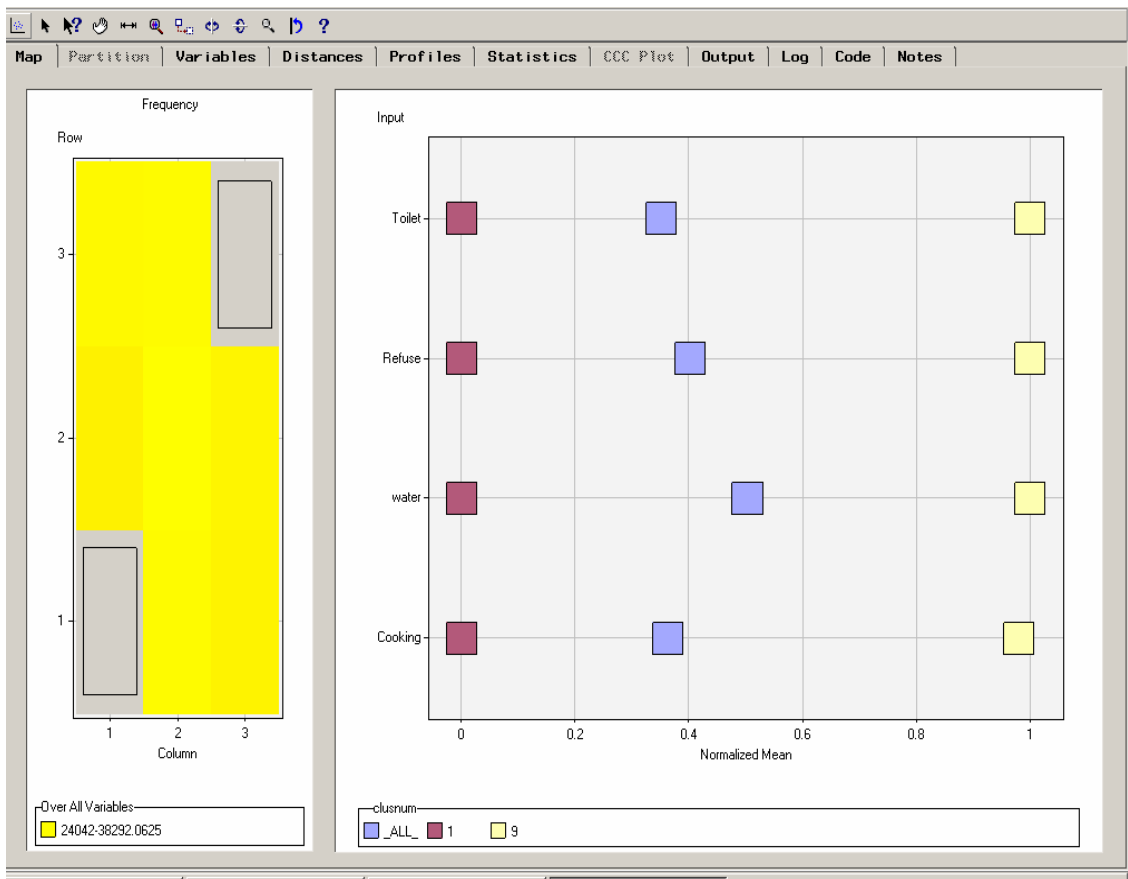 Map Partition Variables Distances Profiles Statistics CCC Plot Output Log Code Notes
Frequency
Row
3
2
1
1 2 3
Column
Over All Variables
24042-38292.0625
Input
Toilet
Refuse
water
Cooking
0 0.2 0.4 0.6 0.8 1
Normalized Mean
clusnum
_ALL_ 1 9